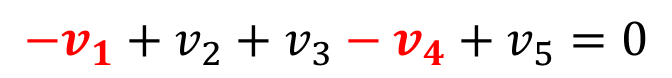 −v₁ + v₂ + v₃ − v₄ + v₅ = 0